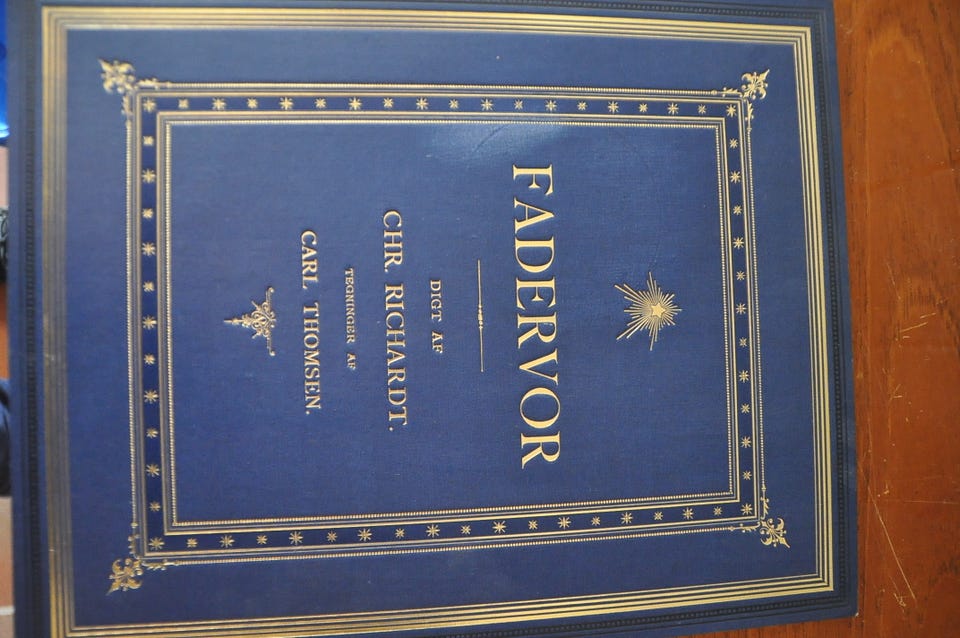 FADERVOR
DIGT AF
CHR. RICHARDT.
TEGNINGER AF
CARL THOMSEN.